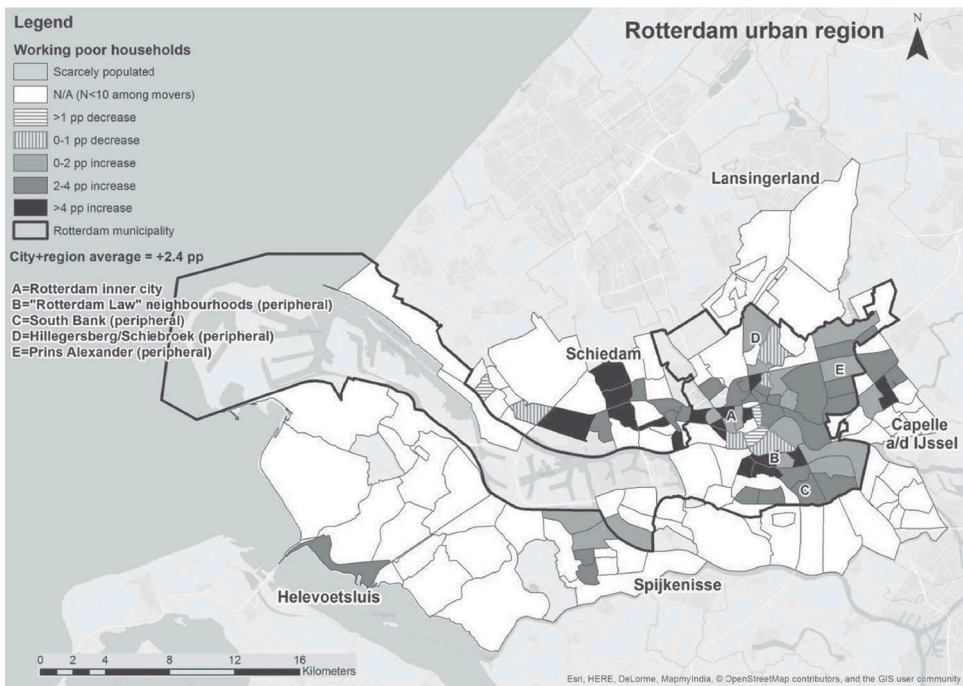 Legend
Working poor households
Scarcely populated
N/A (N<10 among movers)
>1 pp decrease
0-1 pp decrease
0-2 pp increase
2-4 pp increase
>4 pp increase
Rotterdam municipality
City+region average = +2.4 pp
A=Rotterdam inner city
B="Rotterdam Law" neighbourhoods (peripheral)
C=South Bank (peripheral)
D=Hillegersberg/Schiebroek (peripheral)
E=Prins Alexander (peripheral)
Rotterdam urban region
N
Lansingerland
Schiedam
D
E
A
Capelle
a/d IJssel
B
C
Spijkenisse
Helevoetsluis
0 2 4 8 12 16
Kilometers
Esri, HERE, DeLorme, MapmyIndia, © OpenStreetMap contributors, and the GIS user community